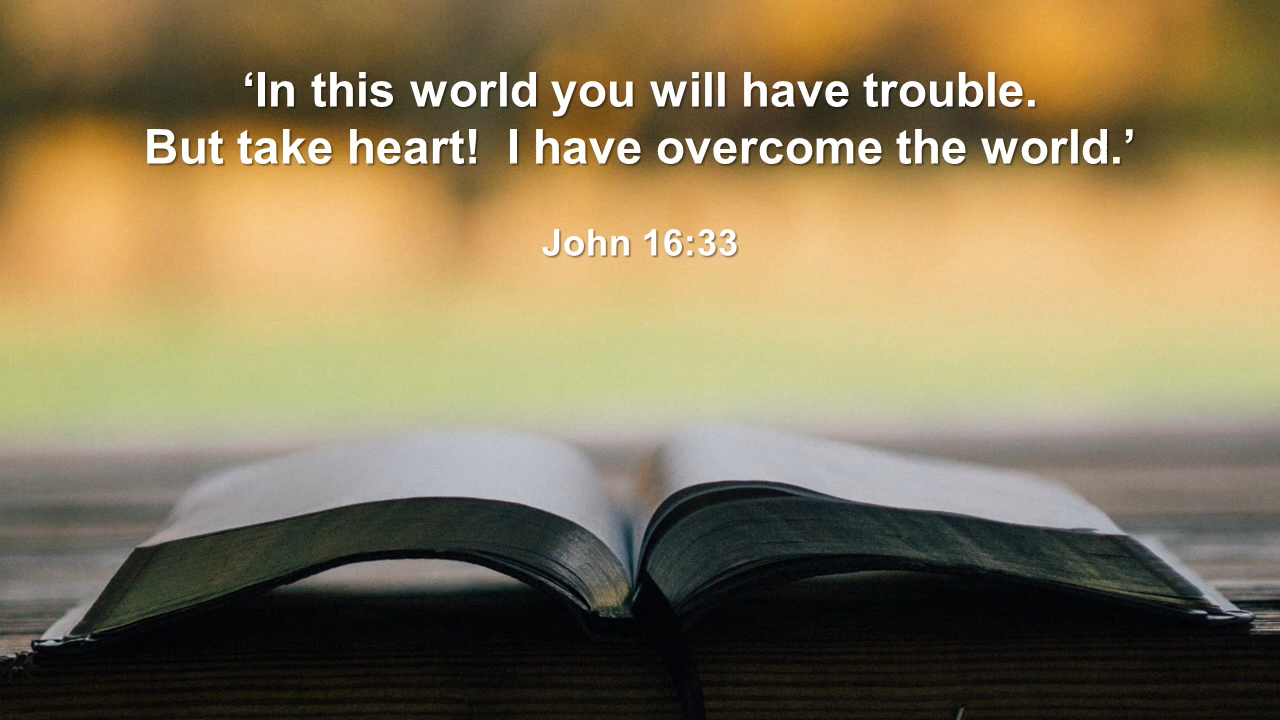 ‘In this world you will have trouble.
But take heart!  I have overcome the world.’
John 16:33